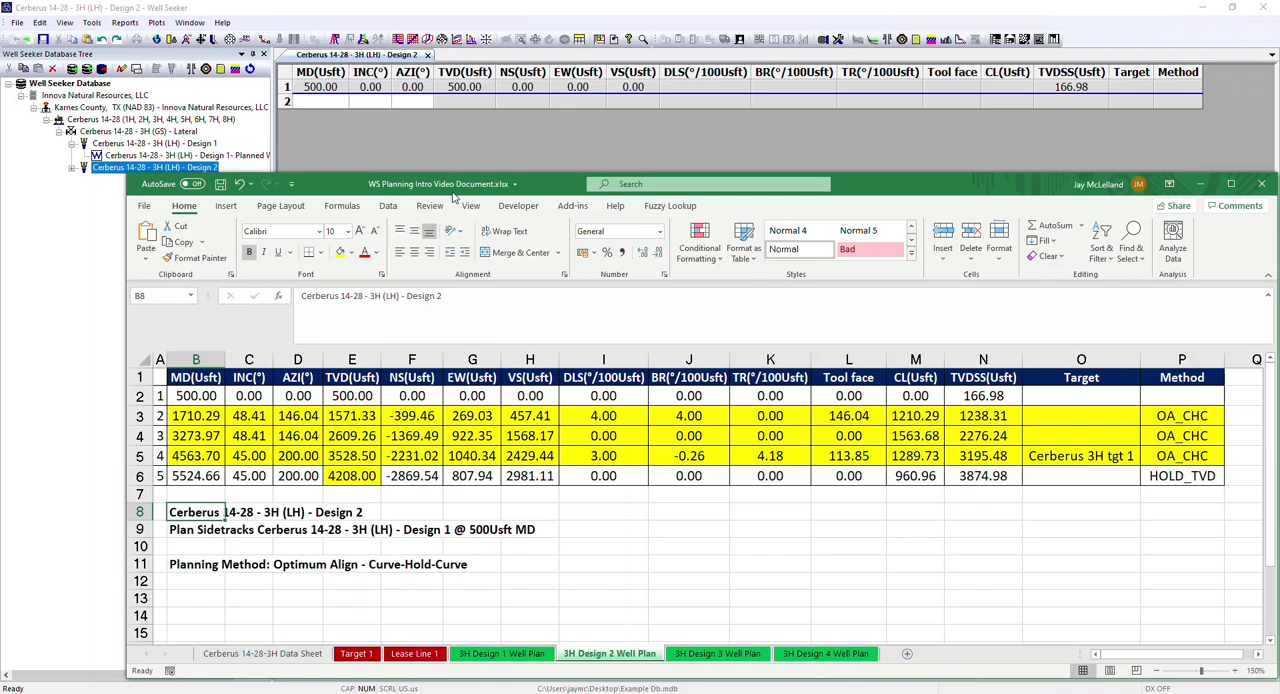 Cerberus 14-28 - 3H (LH) - Design 2 - Well Seeker
File Edit View Tools Reports Plots Window Help
Well Seeker Database Tree
Cerberus 14-28 - 3H (LH) - Design 2
MD(Usft) INC(°) AZI(°) TVD(Usft) NS(Usft) EW(Usft) VS(Usft) DLS(°/100Usft) BR(°/100Usft) TR(°/100Usft) Tool face CL(Usft) TVDSS(Usft) Target Method
1 500.00 0.00 0.00 500.00 0.00 0.00 0.00 166.98
2
Well Seeker Database
Innova Natural Resources, LLC
Karnes County, TX (NAD 83) - Innova Natural Resources, LLC
Cerberus 14-28 (1H, 2H, 3H, 4H, 5H, 6H, 7H, 8H)
Cerberus 14-28 - 3H (GS) - Lateral
Cerberus 14-28 - 3H (LH) - Design 1
Cerberus 14-28 - 3H (LH) - Design 1- Planned W
Cerberus 14-28 - 3H (LH) - Design 2
AutoSave Off WS Planning Intro Video Document.xlsx Search Jay McLelland JM
File Home Insert Page Layout Formulas Data Review View Developer Add-ins Help Fuzzy Lookup Share Comments
Paste Cut Copy Format Painter
Calibri 10
B I U
Wrap Text
Merge & Center
General
Conditional Formatting
Format as Table
Normal 4 Normal 5
Normal Bad
Insert Delete Format
AutoSum Fill Clear
Sort & Filter
Find & Select
Analyze Data
Clipboard Font Alignment Number Styles Cells Editing Analysis
B8 fx Cerberus 14-28 - 3H (LH) - Design 2
A B C D E F G H I J K L M N O P Q
1 MD(Usft) INC(°) AZI(°) TVD(Usft) NS(Usft) EW(Usft) VS(Usft) DLS(°/100Usft) BR(°/100Usft) TR(°/100Usft) Tool face CL(Usft) TVDSS(Usft) Target Method
2 1 500.00 0.00 0.00 500.00 0.00 0.00 0.00 0.00 0.00 0.00 0.00 0.00 166.98
3 2 1710.29 48.41 146.04 1571.33 -399.46 269.03 457.41 4.00 4.00 0.00 146.04 1210.29 1238.31 OA_CHC
4 3 3273.97 48.41 146.04 2609.26 -1369.49 922.35 1568.17 0.00 0.00 0.00 0.00 1563.68 2276.24 OA_CHC
5 4 4563.70 45.00 200.00 3528.50 -2231.02 1040.34 2429.44 3.00 -0.26 4.18 113.85 1289.73 3195.48 Cerberus 3H tgt 1 OA_CHC
6 5 5524.66 45.00 200.00 4208.00 -2869.54 807.94 2981.11 0.00 0.00 0.00 0.00 960.96 3874.98 HOLD_TVD
7
8 Cerberus 14-28 - 3H (LH) - Design 2
9 Plan Sidetracks Cerberus 14-28 - 3H (LH) - Design 1 @ 500Usft MD
10
11 Planning Method: Optimum Align - Curve-Hold-Curve
12
13
14
15
Cerberus 14-28-3H Data Sheet Target 1 Lease Line 1 3H Design 1 Well Plan 3H Design 2 Well Plan 3H Design 3 Well Plan 3H Design 4 Well Plan
Ready 150%
Ready CAP NUM SCRL US.us C:\Users\jaymc\Desktop\Example Db.mdb DX OFF